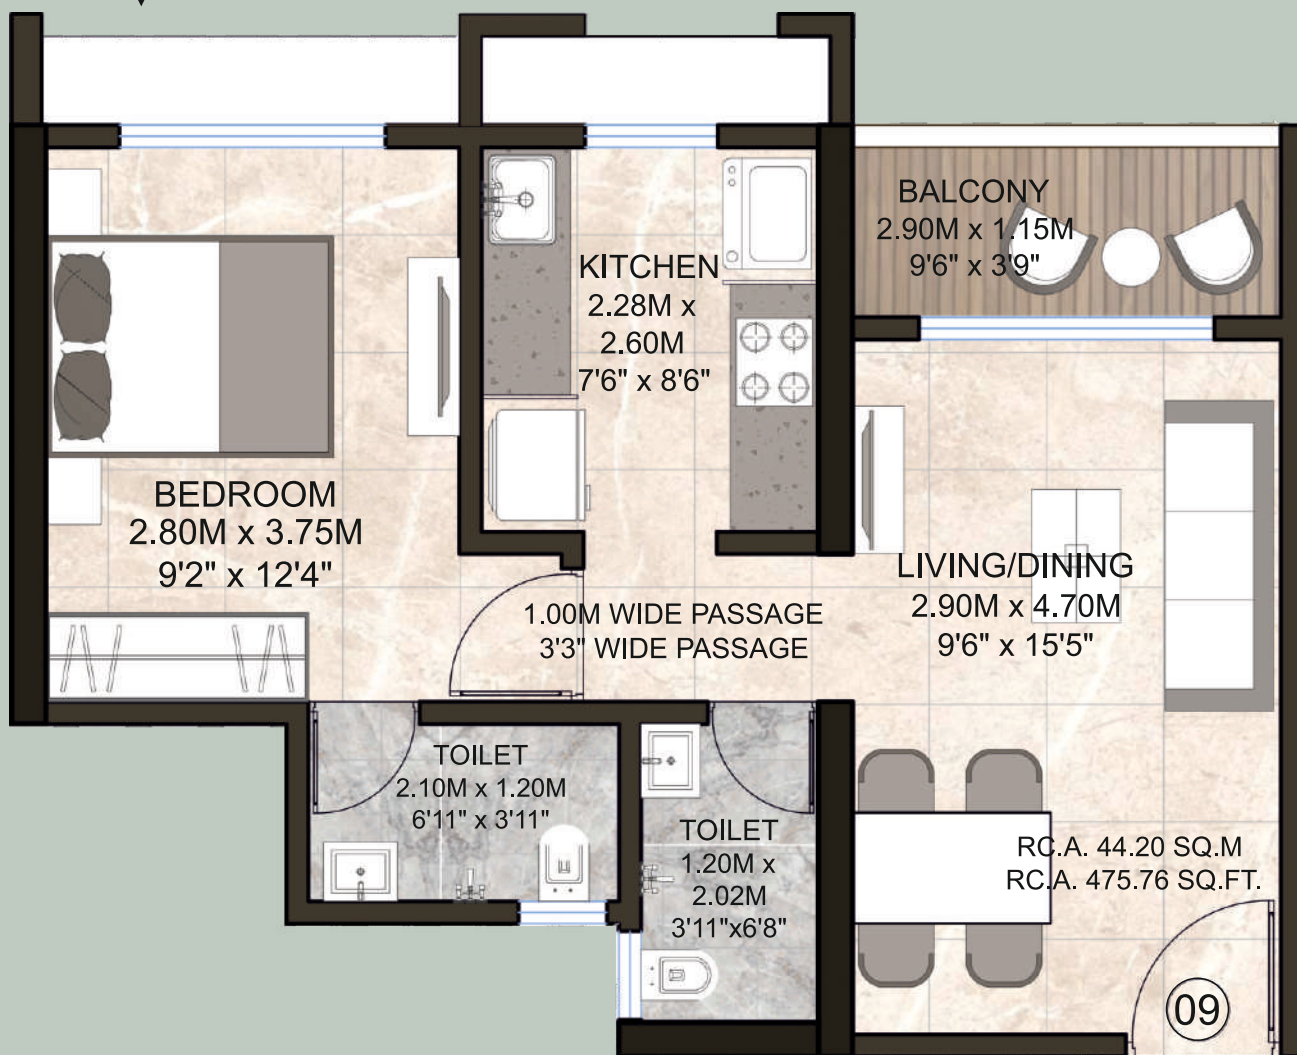 BALCONY
2.90M x 1.15M
9'6" x 3'9"
KITCHEN
2.28M x
2.60M
7'6" x 8'6"
BEDROOM
2.80M x 3.75M
9'2" x 12'4"
LIVING/DINING
2.90M x 4.70M
9'6" x 15'5"
1.00M WIDE PASSAGE
3'3" WIDE PASSAGE
TOILET
2.10M x 1.20M
6'11" x 3'11"
TOILET
1.20M x
2.02M
3'11"x6'8"
RC.A. 44.20 SQ.M
RC.A. 475.76 SQ.FT.
09